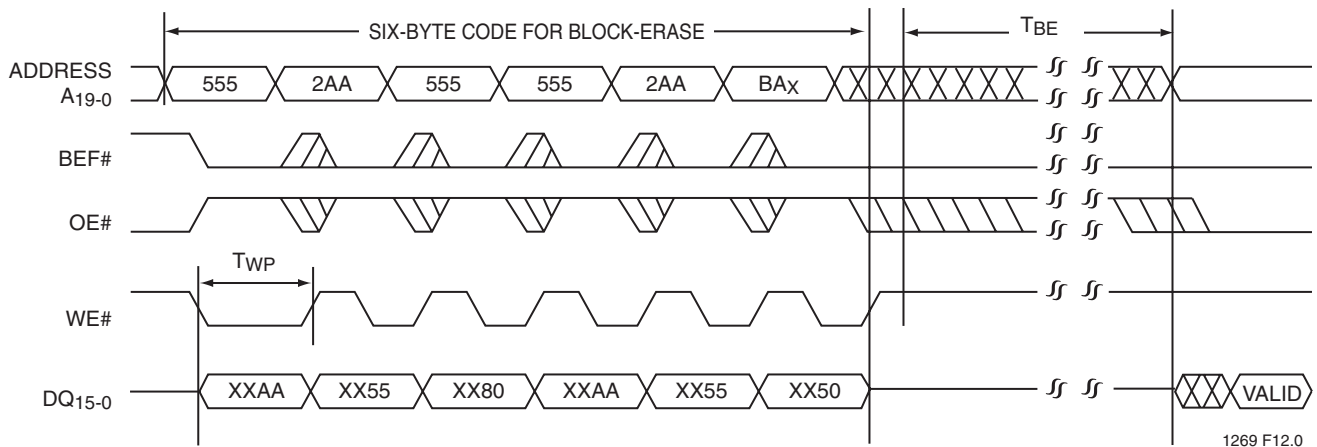 SIX-BYTE CODE FOR BLOCK-ERASE
TBE
ADDRESS
A19-0
555 2AA 555 555 2AA BAX
BEF#
OE#
TWP
WE#
DQ15-0
XXAA XX55 XX80 XXAA XX55 XX50 VALID
1269 F12.0